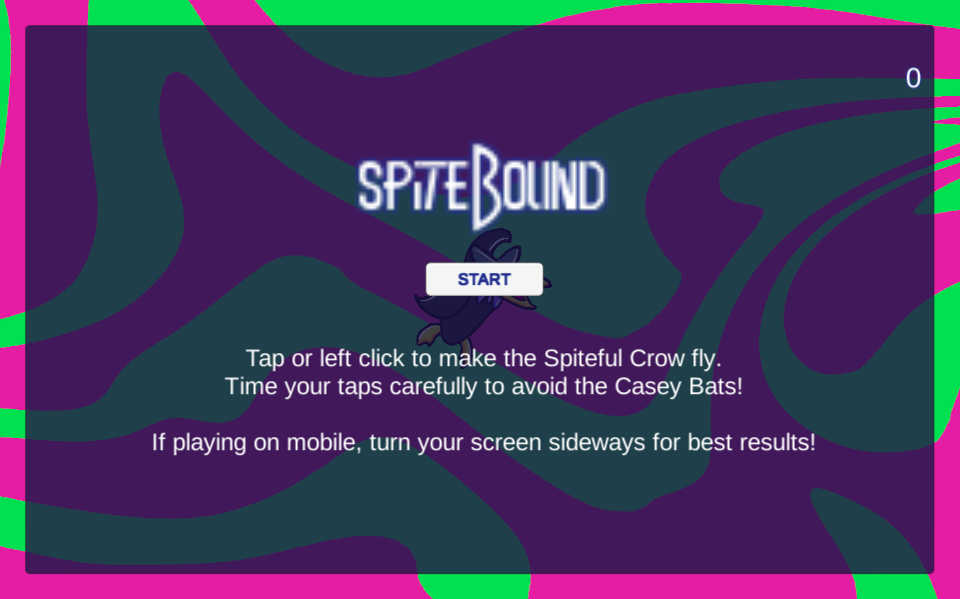 0
SPITEBOUND
START
Tap or left click to make the Spiteful Crow fly.
Time your taps carefully to avoid the Casey Bats!
If playing on mobile, turn your screen sideways for best results!